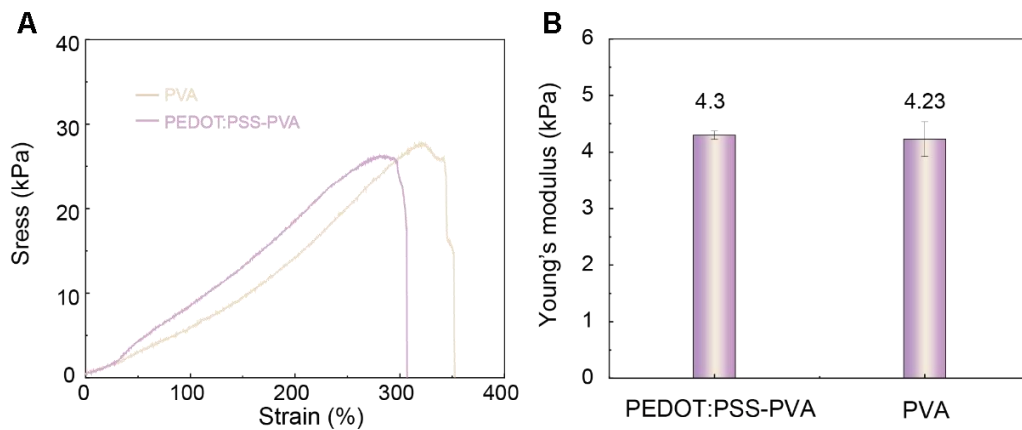 A
Sress (kPa)
40
30
20
10
0
PVA
PEDOT:PSS-PVA
0
100
200
300
400
Strain (%)
B
Young's modulus (kPa)
6
5
4
3
2
1
0
4.3
4.23
PEDOT:PSS-PVA
PVA